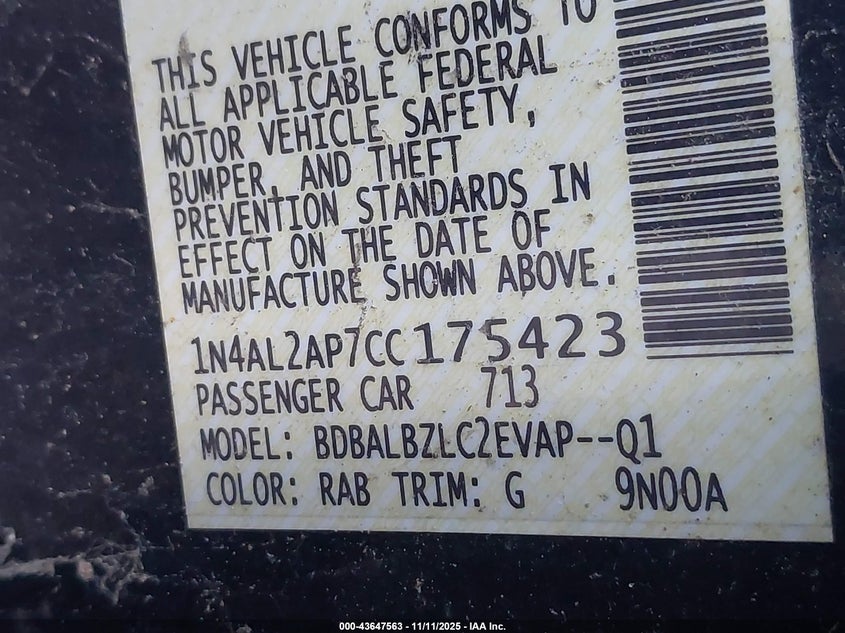 THIS VEHICLE CONFORMS TO
ALL APPLICABLE FEDERAL
MOTOR VEHICLE SAFETY,
BUMPER, AND THEFT
PREVENTION STANDARDS IN
EFFECT ON THE DATE OF
MANUFACTURE SHOWN ABOVE.
1N4AL2AP7CC175423
PASSENGER CAR 713
MODEL: BDBALBZLC2EVAP--Q1
COLOR: RAB TRIM: G 9N00A
000-43647563 - 11/11/2025 - IAA Inc.